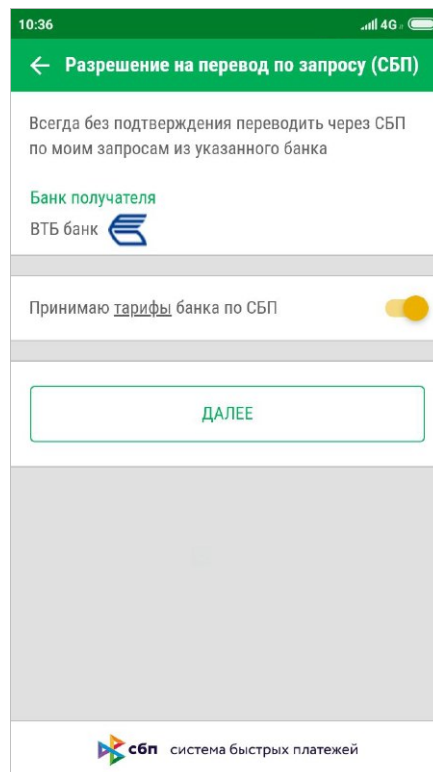 10:36 4G
Разрешение на перевод по запросу (СБП)
Всегда без подтверждения переводить через СБП
по моим запросам из указанного банка
Банк получателя
ВТБ банк
Принимаю тарифы банка по СБП
ДАЛЕЕ
сбп система быстрых платежей